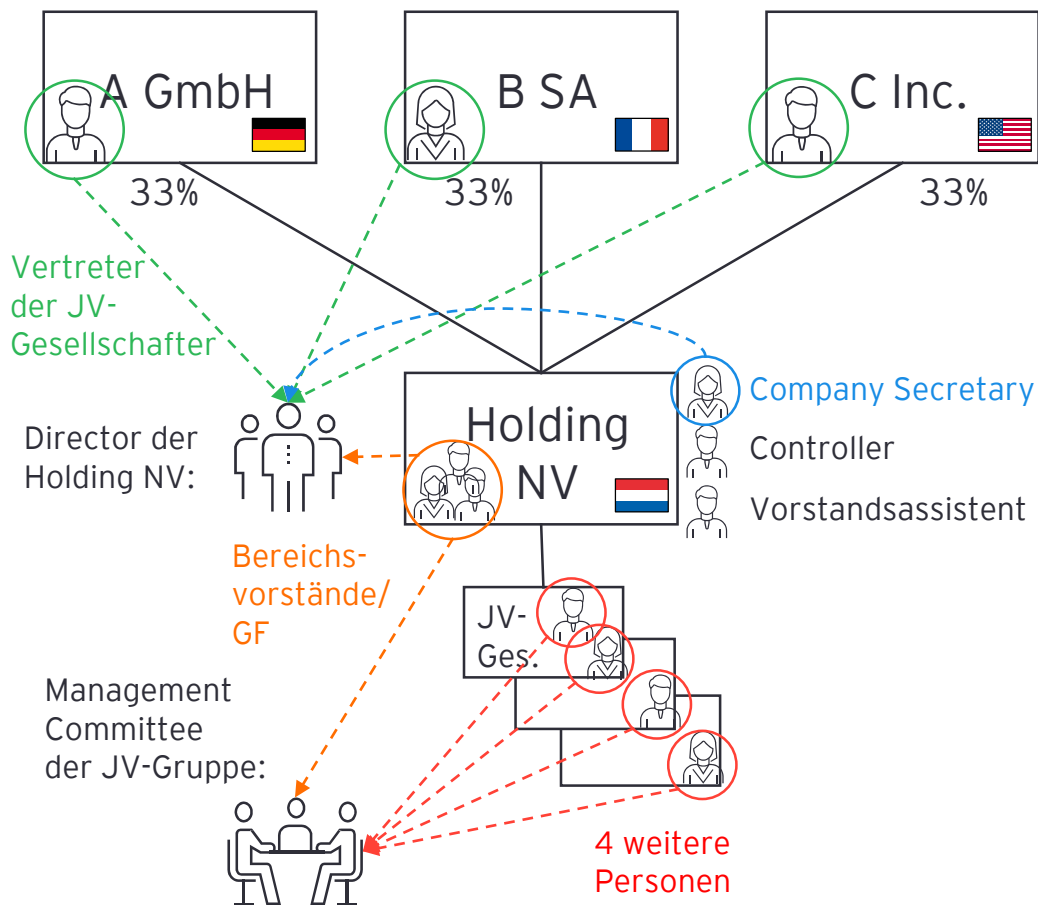 A GmbH
B SA
C Inc.
33%
33%
33%
Vertreter
der JV-
Gesellschafter
Director der
Holding NV:
Holding
NV
Company Secretary
Controller
Vorstandsassistent
Bereichs-
vorstände/
GF
JV-
Ges.
Management
Committee
der JV-Gruppe:
4 weitere
Personen